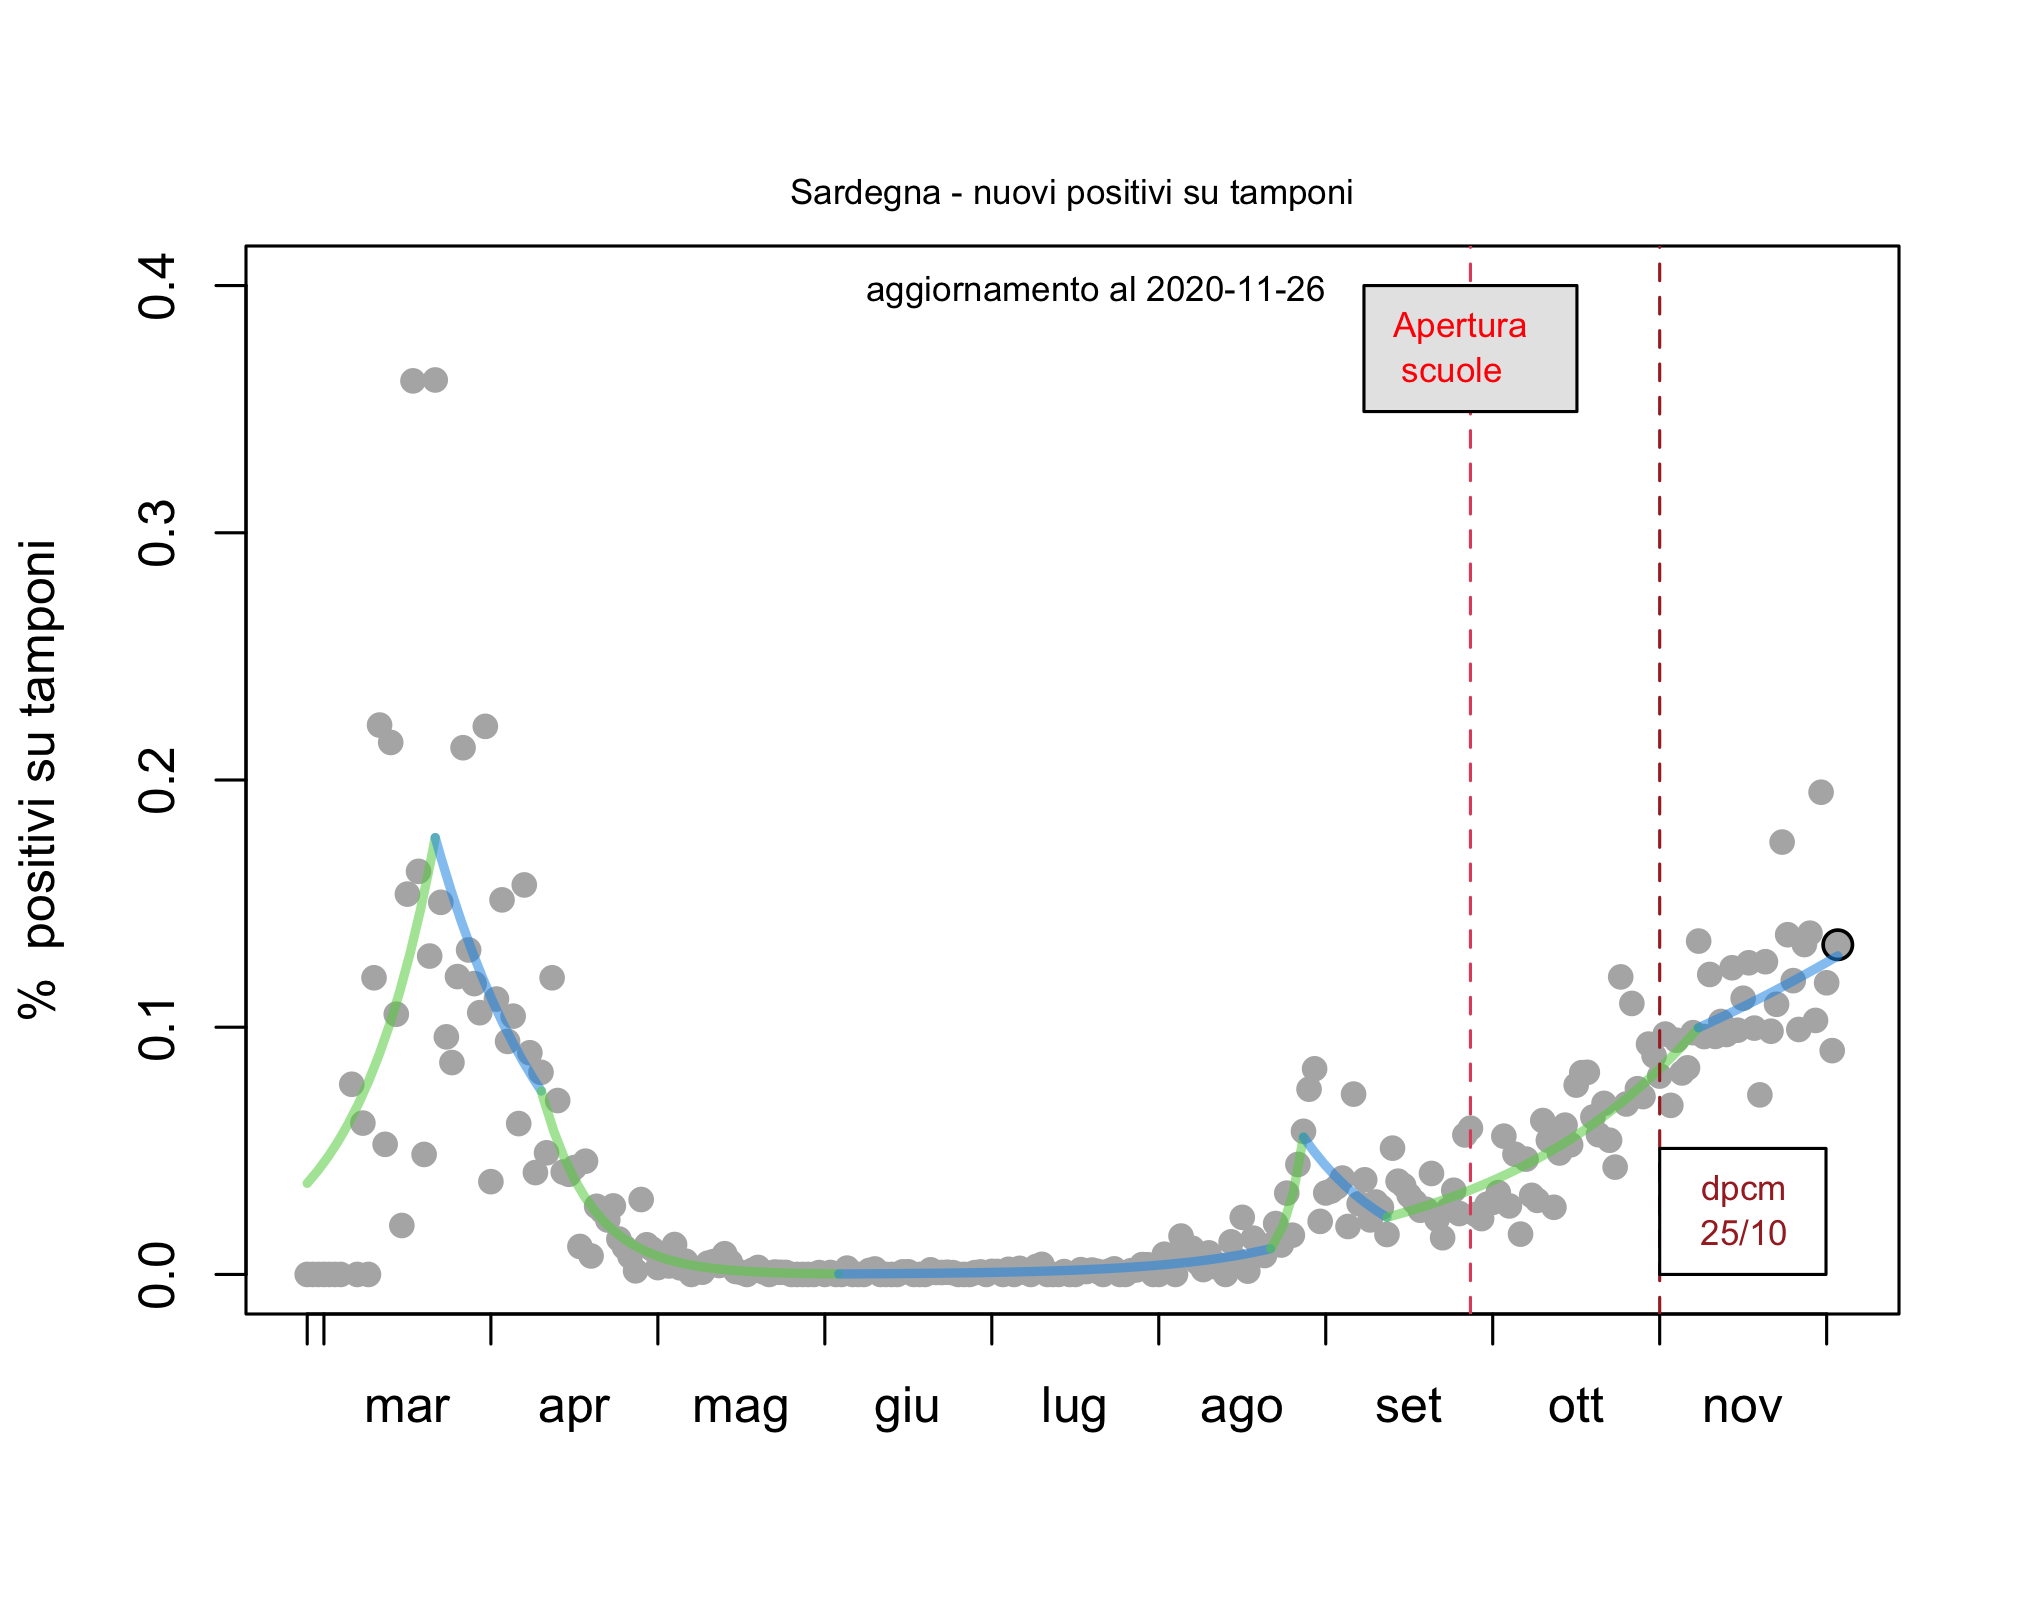 Sardegna - nuovi positivi su tamponi
aggiornamento al 2020-11-26
Apertura
scuole
% positivi su tamponi
0.4
0.3
0.2
0.1
0.0
dpcm
25/10
mar apr mag giu lug ago set ott nov